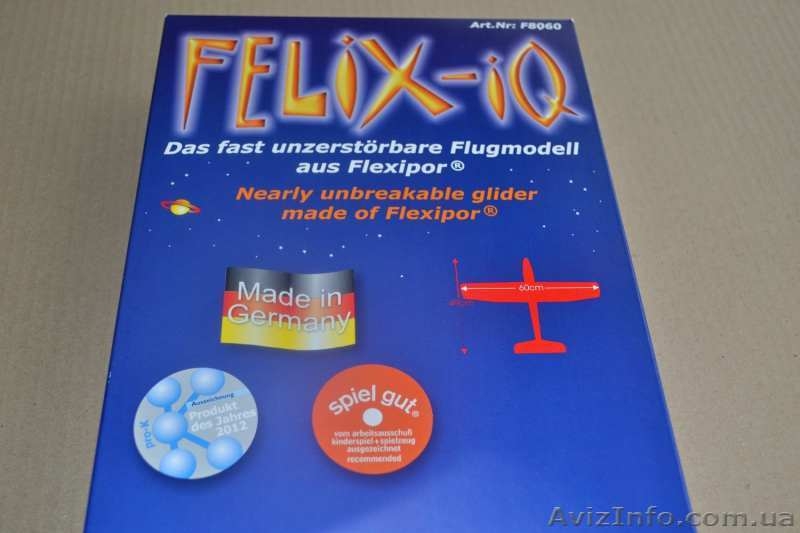 Art.Nr: F8060
FELiX-iQ
Das fast unzerstörbare Flugmodell
aus Flexipor®
Nearly unbreakable glider
made of Flexipor®
Made in
Germany
60cm
pro-K
Auszeichnung
Produkt
des Jahres
2012
spiel gut®
vom arbeitsausschuß
kinderspiel+spielzeug
ausgezeichnet
recommended
AvizInfo.com.ua